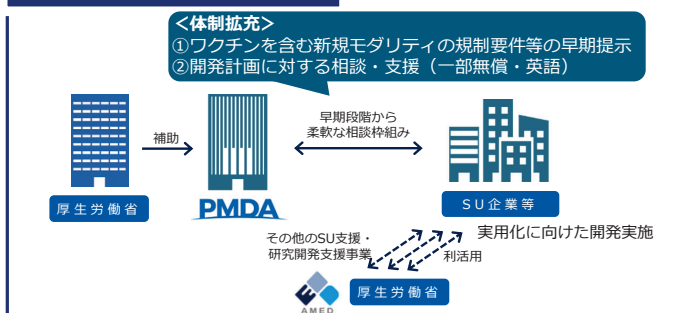 ＜体制拡充＞
①ワクチンを含む新規モダリティの規制要件等の早期提示
②開発計画に対する相談・支援（一部無償・英語）
補助
早期段階から
柔軟な相談枠組み
厚生労働省
PMDA
SU企業等
実用化に向けた開発実施
その他のSU支援・
研究開発支援事業
利活用
AMED
厚生労働省